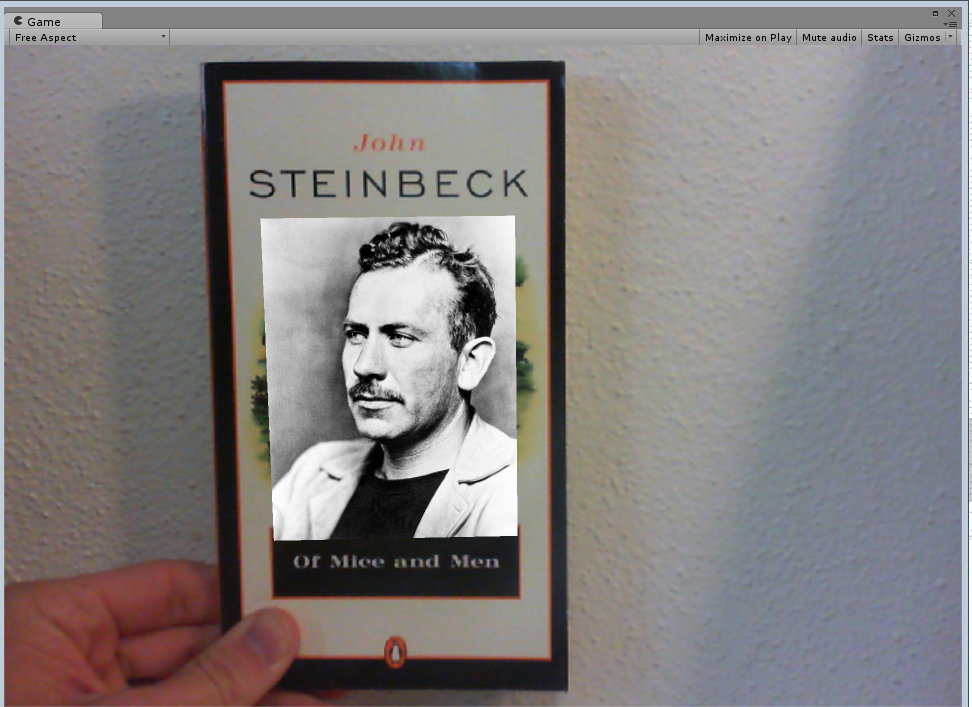 Game
Free Aspect
Maximize on Play
Mute audio
Stats
Gizmos
John
STEINBECK
Of Mice and Men